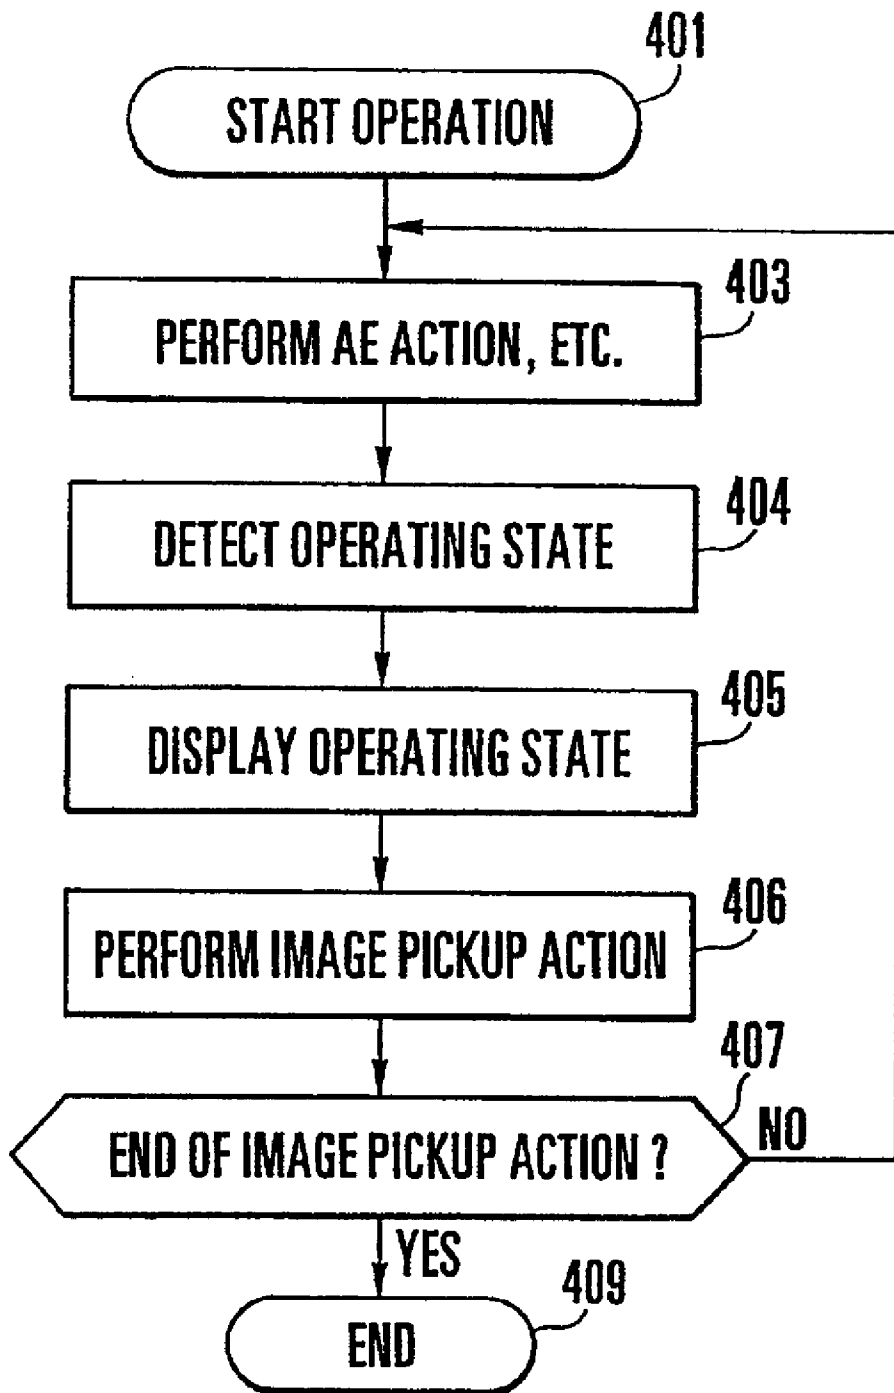 401
START OPERATION
403
PERFORM AE ACTION, ETC.
404
DETECT OPERATING STATE
405
DISPLAY OPERATING STATE
406
PERFORM IMAGE PICKUP ACTION
407
END OF IMAGE PICKUP ACTION ?
NO
YES
409
END